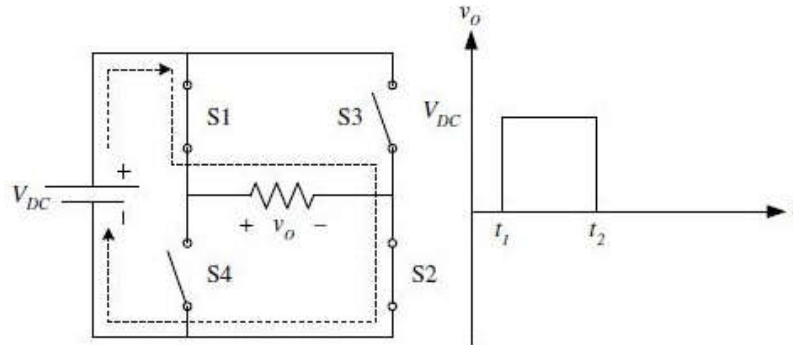 v_O
S1
S3
V_DC
+
V_DC
−
+ v_O −
t_1
t_2
S4
S2